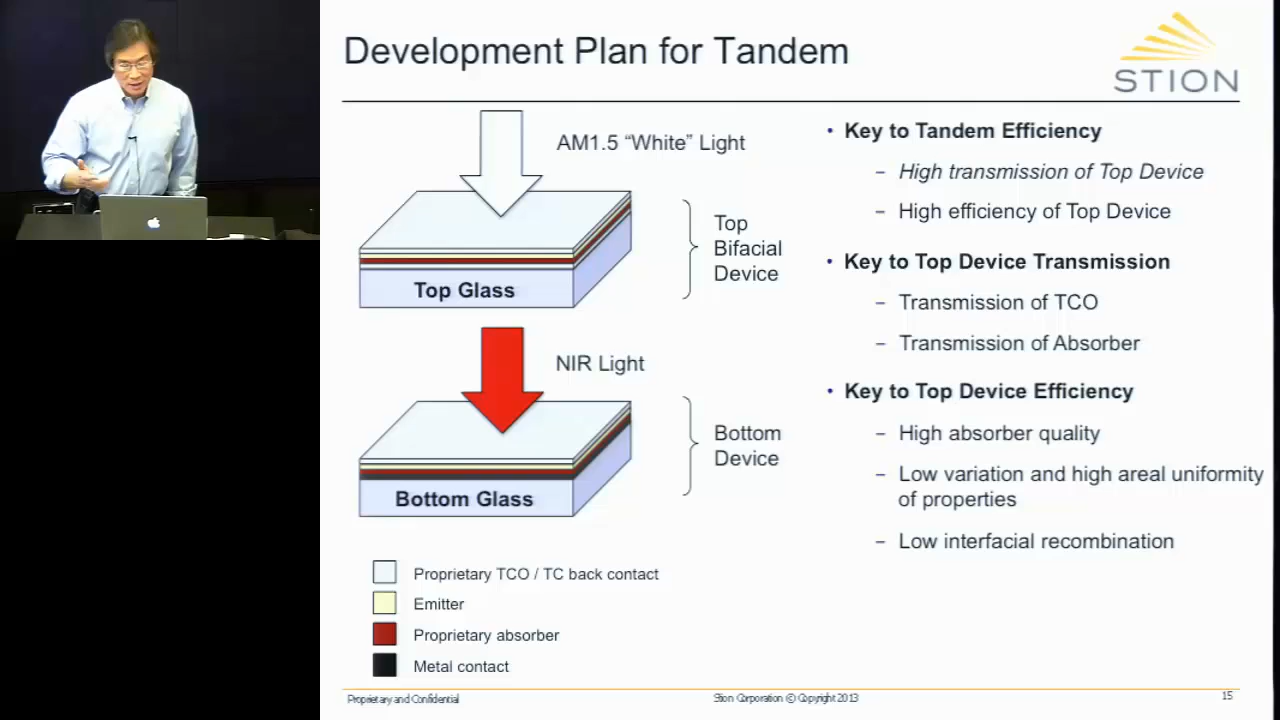 Development Plan for Tandem
STION
AM1.5 “White” Light
Top
Bifacial
Device
Top Glass
NIR Light
Bottom
Device
Bottom Glass
Proprietary TCO / TC back contact
Emitter
Proprietary absorber
Metal contact
• Key to Tandem Efficiency
– High transmission of Top Device
– High efficiency of Top Device
• Key to Top Device Transmission
– Transmission of TCO
– Transmission of Absorber
• Key to Top Device Efficiency
– High absorber quality
– Low variation and high areal uniformity
of properties
– Low interfacial recombination
Proprietary and Confidential
Stion Corporation © Copyright 2013
15